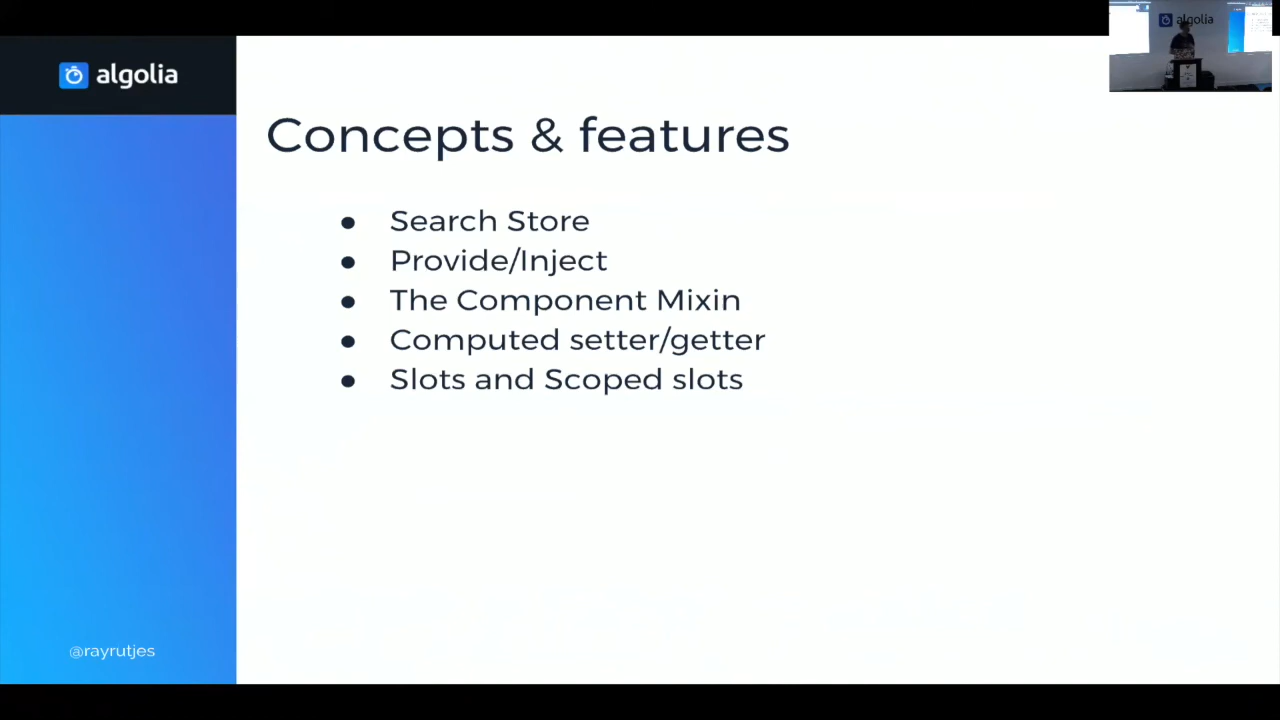 algolia
Concepts & features
● Search Store
● Provide/Inject
● The Component Mixin
● Computed setter/getter
● Slots and Scoped slots
@rayrutjes
algolia